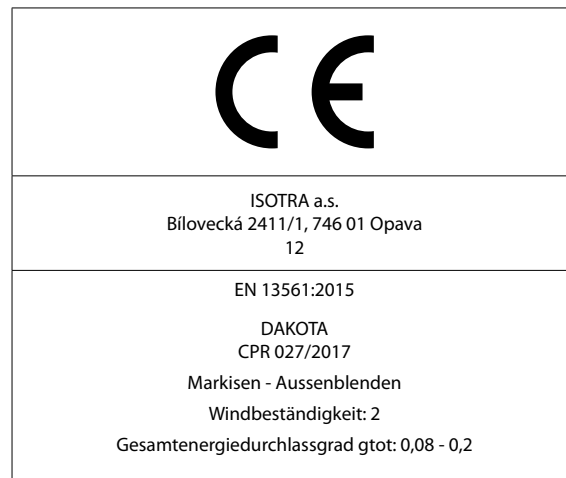 CE
ISOTRA a.s.
Bílovecká 2411/1, 746 01 Opava
12
EN 13561:2015
DAKOTA
CPR 027/2017
Markisen - Aussenblenden
Windbeständigkeit: 2
Gesamtenergiedurchlassgrad gtot: 0,08 - 0,2